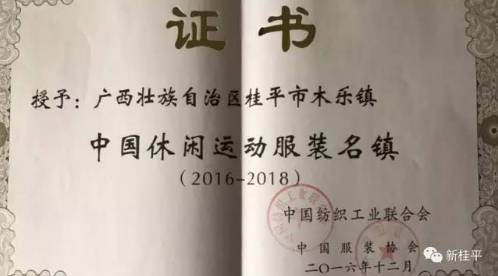 证书
授予：广西壮族自治区桂平市木乐镇
中国休闲运动服装名镇
(2016-2018)
中国纺织工业联合会
中国服装协会
二〇一六年十二月
新桂平